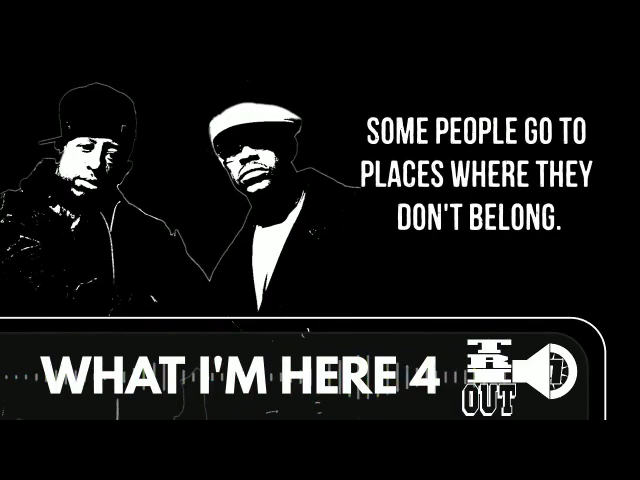 SOME PEOPLE GO TO
PLACES WHERE THEY
DON'T BELONG.
WHAT I'M HERE 4
OUT